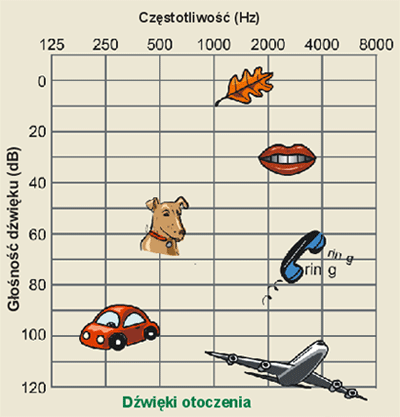 Częstotliwość (Hz)
125 250 500 1000 2000 4000 8000
Głośność dźwięku (dB)
0
20
40
60
80
100
120
ring
ring
Dźwięki otoczenia